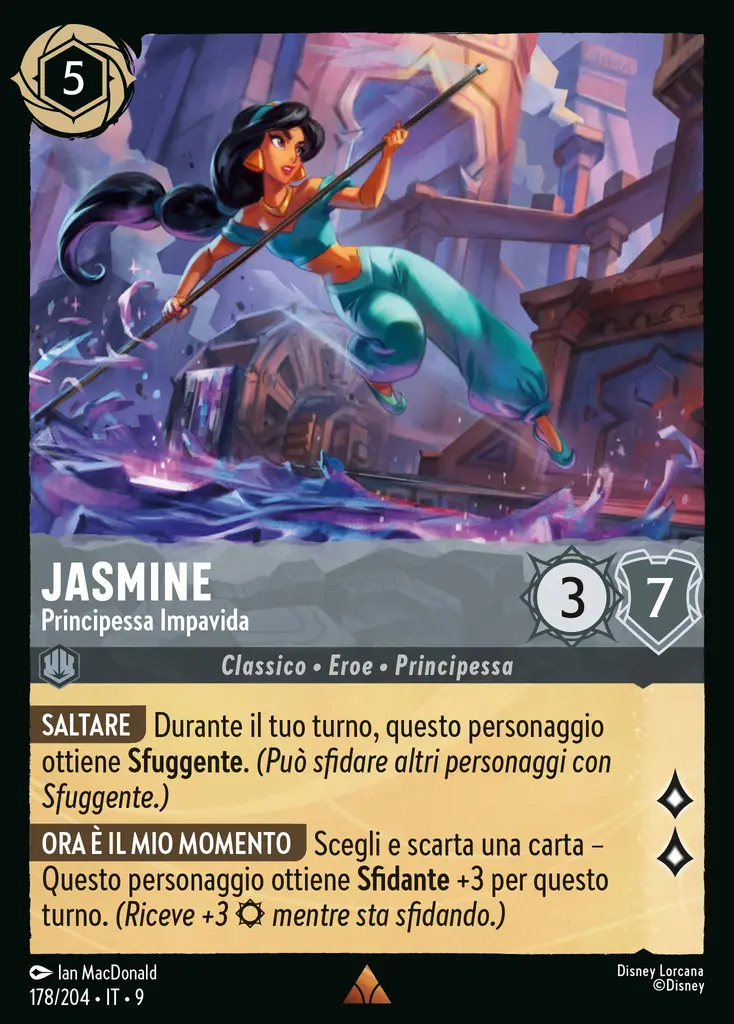 5
JASMINE
Principessa Impavida
3
7
Classico • Eroe • Principessa
SALTARE Durante il tuo turno, questo personaggio
ottiene Sfuggente. (Può sfidare altri personaggi con
Sfuggente.)
ORA È IL MIO MOMENTO Scegli e scarta una carta –
Questo personaggio ottiene Sfidante +3 per questo
turno. (Riceve +3 mentre sta sfidando.)
Ian MacDonald
178/204 • IT • 9
Disney Lorcana
©Disney